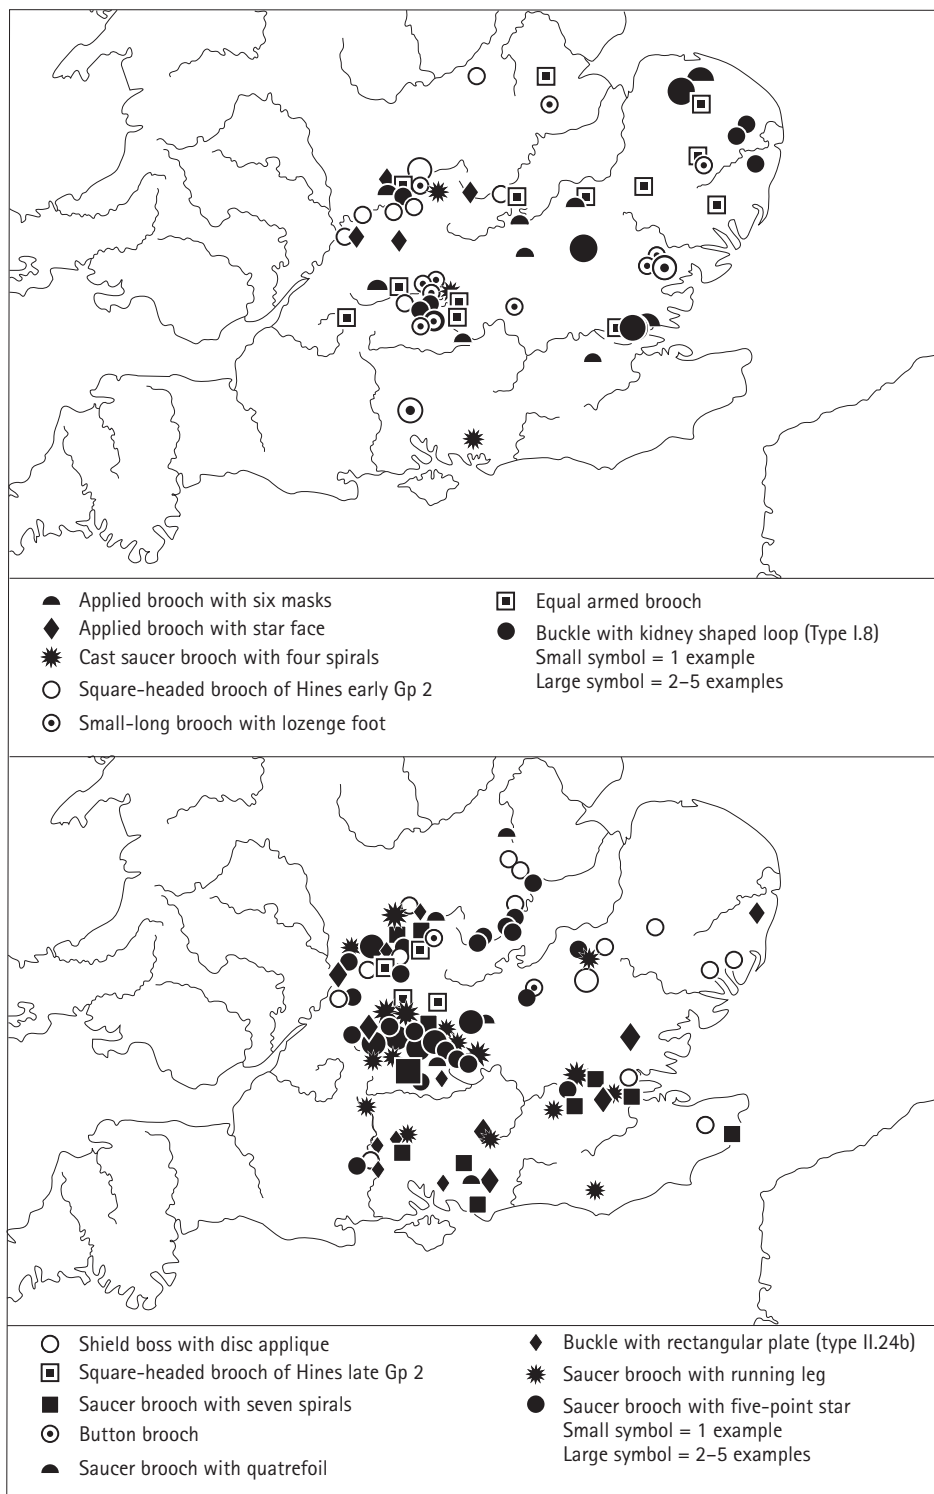 Applied brooch with six masks
Applied brooch with star face
Cast saucer brooch with four spirals
Square-headed brooch of Hines early Gp 2
Small-long brooch with lozenge foot
Equal armed brooch
Buckle with kidney shaped loop (Type I.8)
Small symbol = 1 example
Large symbol = 2–5 examples
Shield boss with disc applique
Square-headed brooch of Hines late Gp 2
Saucer brooch with seven spirals
Button brooch
Saucer brooch with quatrefoil
Buckle with rectangular plate (type II.24b)
Saucer brooch with running leg
Saucer brooch with five-point star
Small symbol = 1 example
Large symbol = 2–5 examples